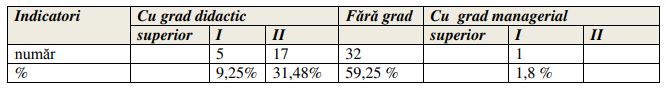 Indicatori Cu grad didactic Fără grad Cu grad managerial
superior I II superior I II
număr 5 17 32 1
% 9,25% 31,48% 59,25 % 1,8 %